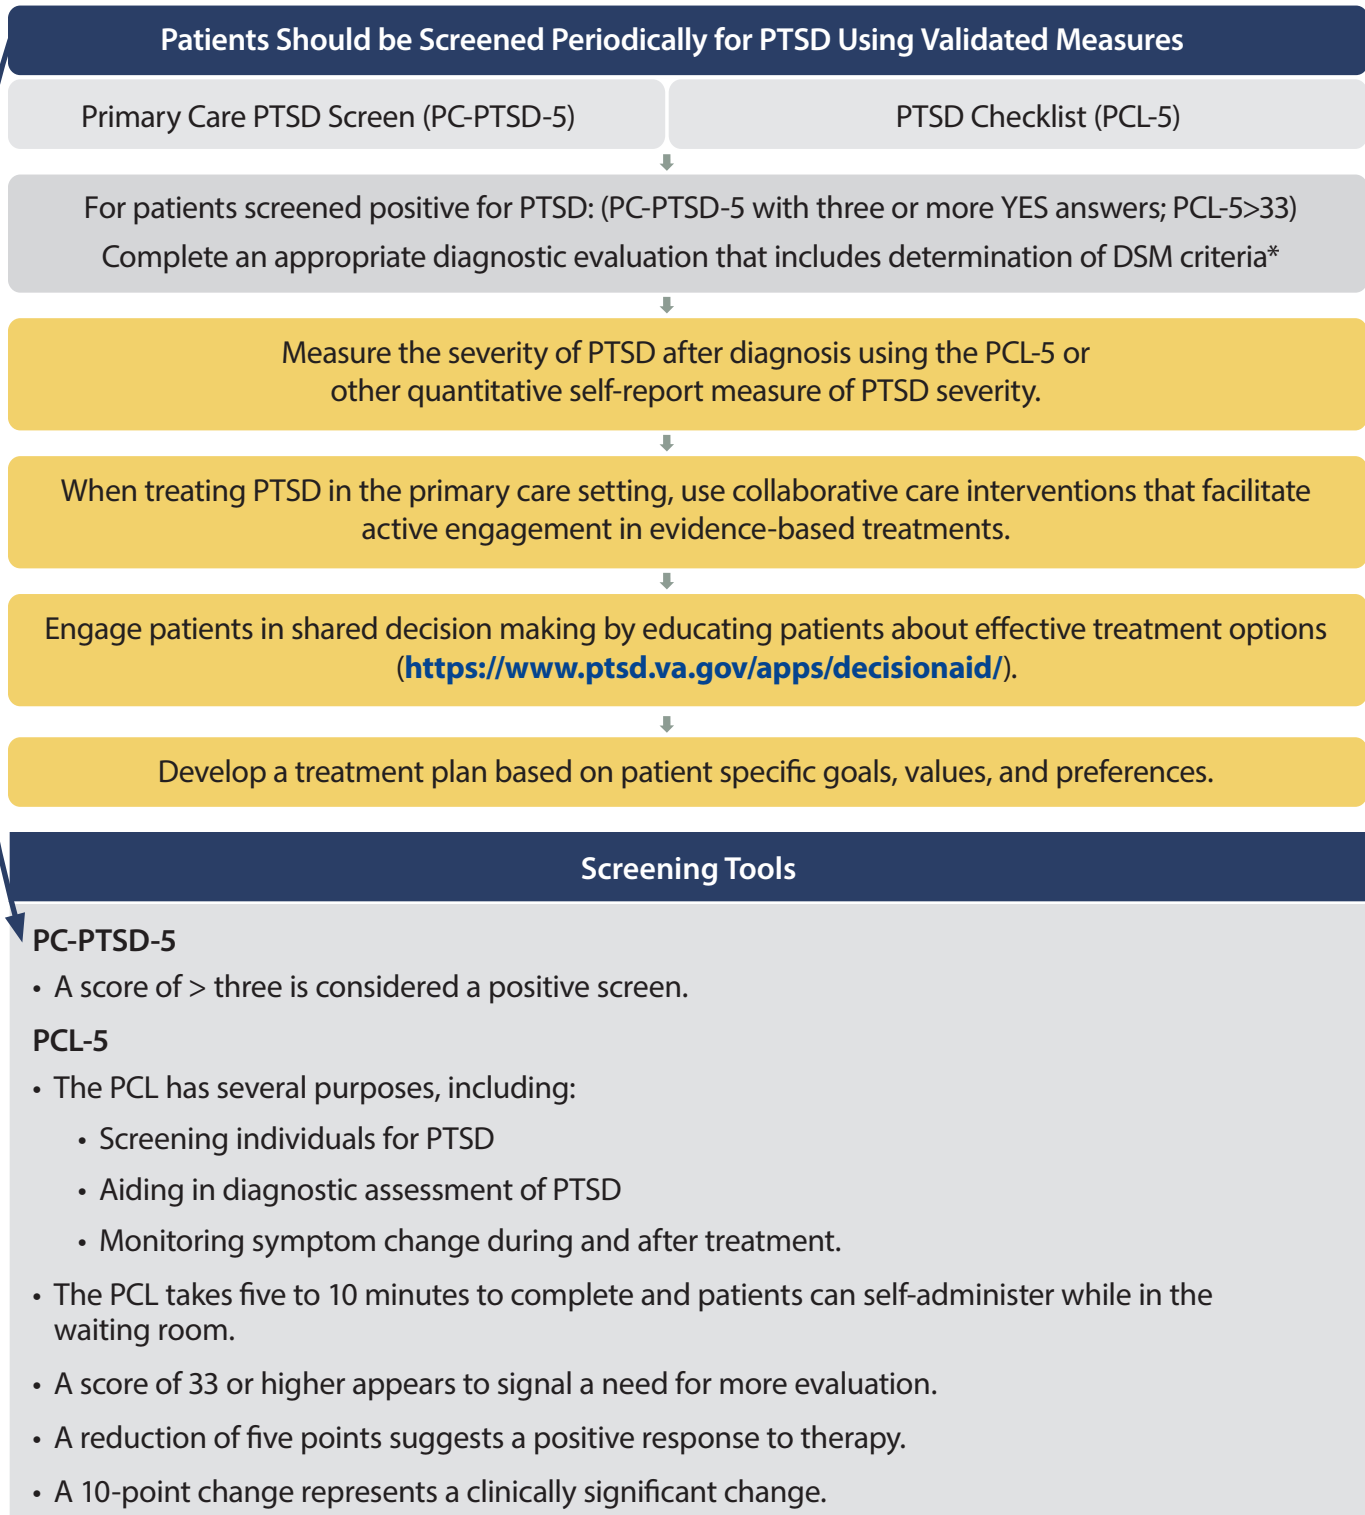 Patients Should be Screened Periodically for PTSD Using Validated Measures
Primary Care PTSD Screen (PC-PTSD-5)
PTSD Checklist (PCL-5)
For patients screened positive for PTSD: (PC-PTSD-5 with three or more YES answers; PCL-5>33)
Complete an appropriate diagnostic evaluation that includes determination of DSM criteria*
Measure the severity of PTSD after diagnosis using the PCL-5 or
other quantitative self-report measure of PTSD severity.
When treating PTSD in the primary care setting, use collaborative care interventions that facilitate
active engagement in evidence-based treatments.
Engage patients in shared decision making by educating patients about effective treatment options
(https://www.ptsd.va.gov/apps/decisionaid/).
Develop a treatment plan based on patient specific goals, values, and preferences.
Screening Tools
PC-PTSD-5
• A score of > three is considered a positive screen.
PCL-5
• The PCL has several purposes, including:
• Screening individuals for PTSD
• Aiding in diagnostic assessment of PTSD
• Monitoring symptom change during and after treatment.
• The PCL takes five to 10 minutes to complete and patients can self-administer while in the
waiting room.
• A score of 33 or higher appears to signal a need for more evaluation.
• A reduction of five points suggests a positive response to therapy.
• A 10-point change represents a clinically significant change.